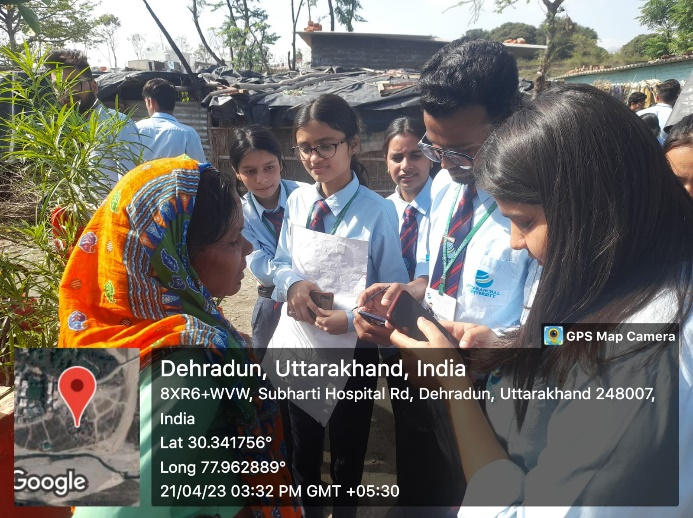 UNIVERSITY
GPS Map Camera
Dehradun, Uttarakhand, India
8XR6+WVW, Subharti Hospital Rd, Dehradun, Uttarakhand 248007,
India
Lat 30.341756°
Long 77.962889°
21/04/23 03:32 PM GMT +05:30
Google